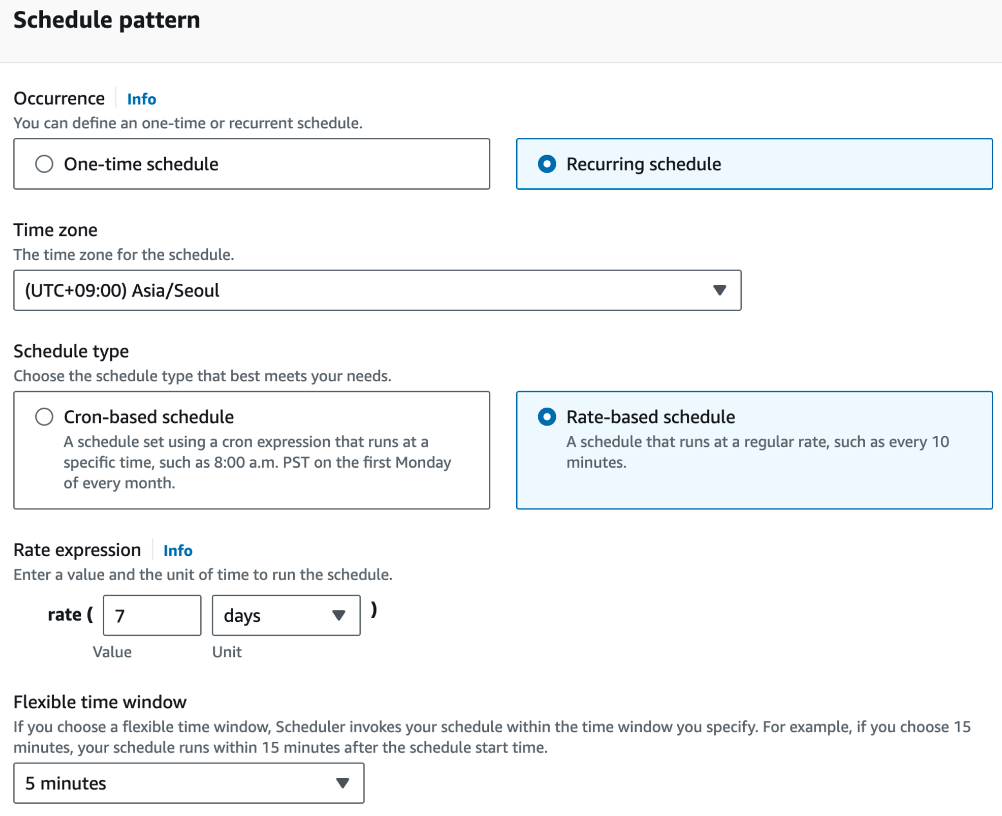 Schedule pattern
Occurrence Info
You can define an one-time or recurrent schedule.
One-time schedule
Recurring schedule
Time zone
The time zone for the schedule.
(UTC+09:00) Asia/Seoul
Schedule type
Choose the schedule type that best meets your needs.
Cron-based schedule
A schedule set using a cron expression that runs at a
specific time, such as 8:00 a.m. PST on the first Monday
of every month.
Rate-based schedule
A schedule that runs at a regular rate, such as every 10
minutes.
Rate expression Info
Enter a value and the unit of time to run the schedule.
rate ( 7 days )
Value Unit
Flexible time window
If you choose a flexible time window, Scheduler invokes your schedule within the time window you specify. For example, if you choose 15
minutes, your schedule runs within 15 minutes after the schedule start time.
5 minutes